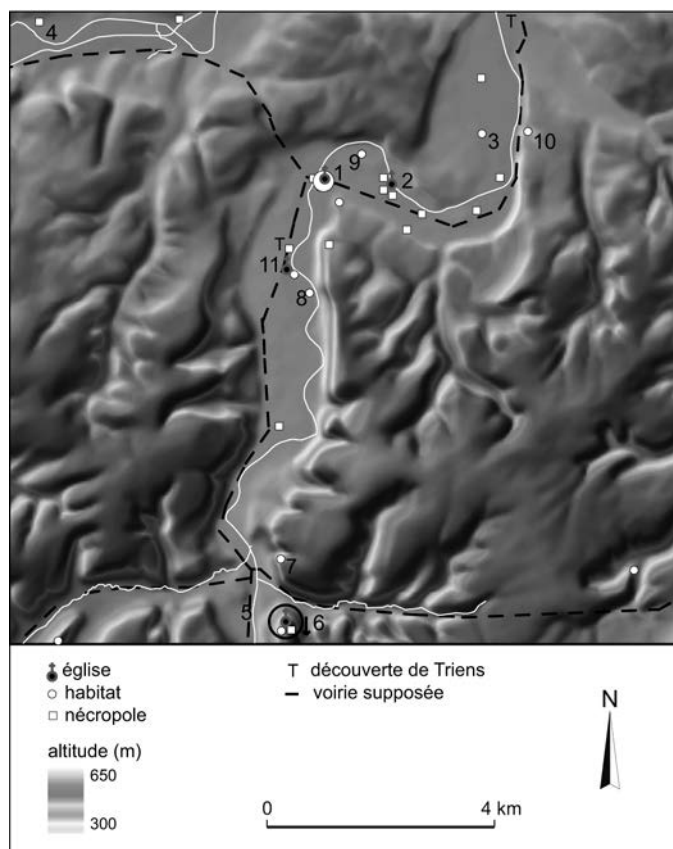 4
T
3
10
9
1
2
T
11
8
7
5
6
église
habitat
nécropole
T découverte de Triens
voirie supposée
altitude (m)
650
300
N
0
4 km